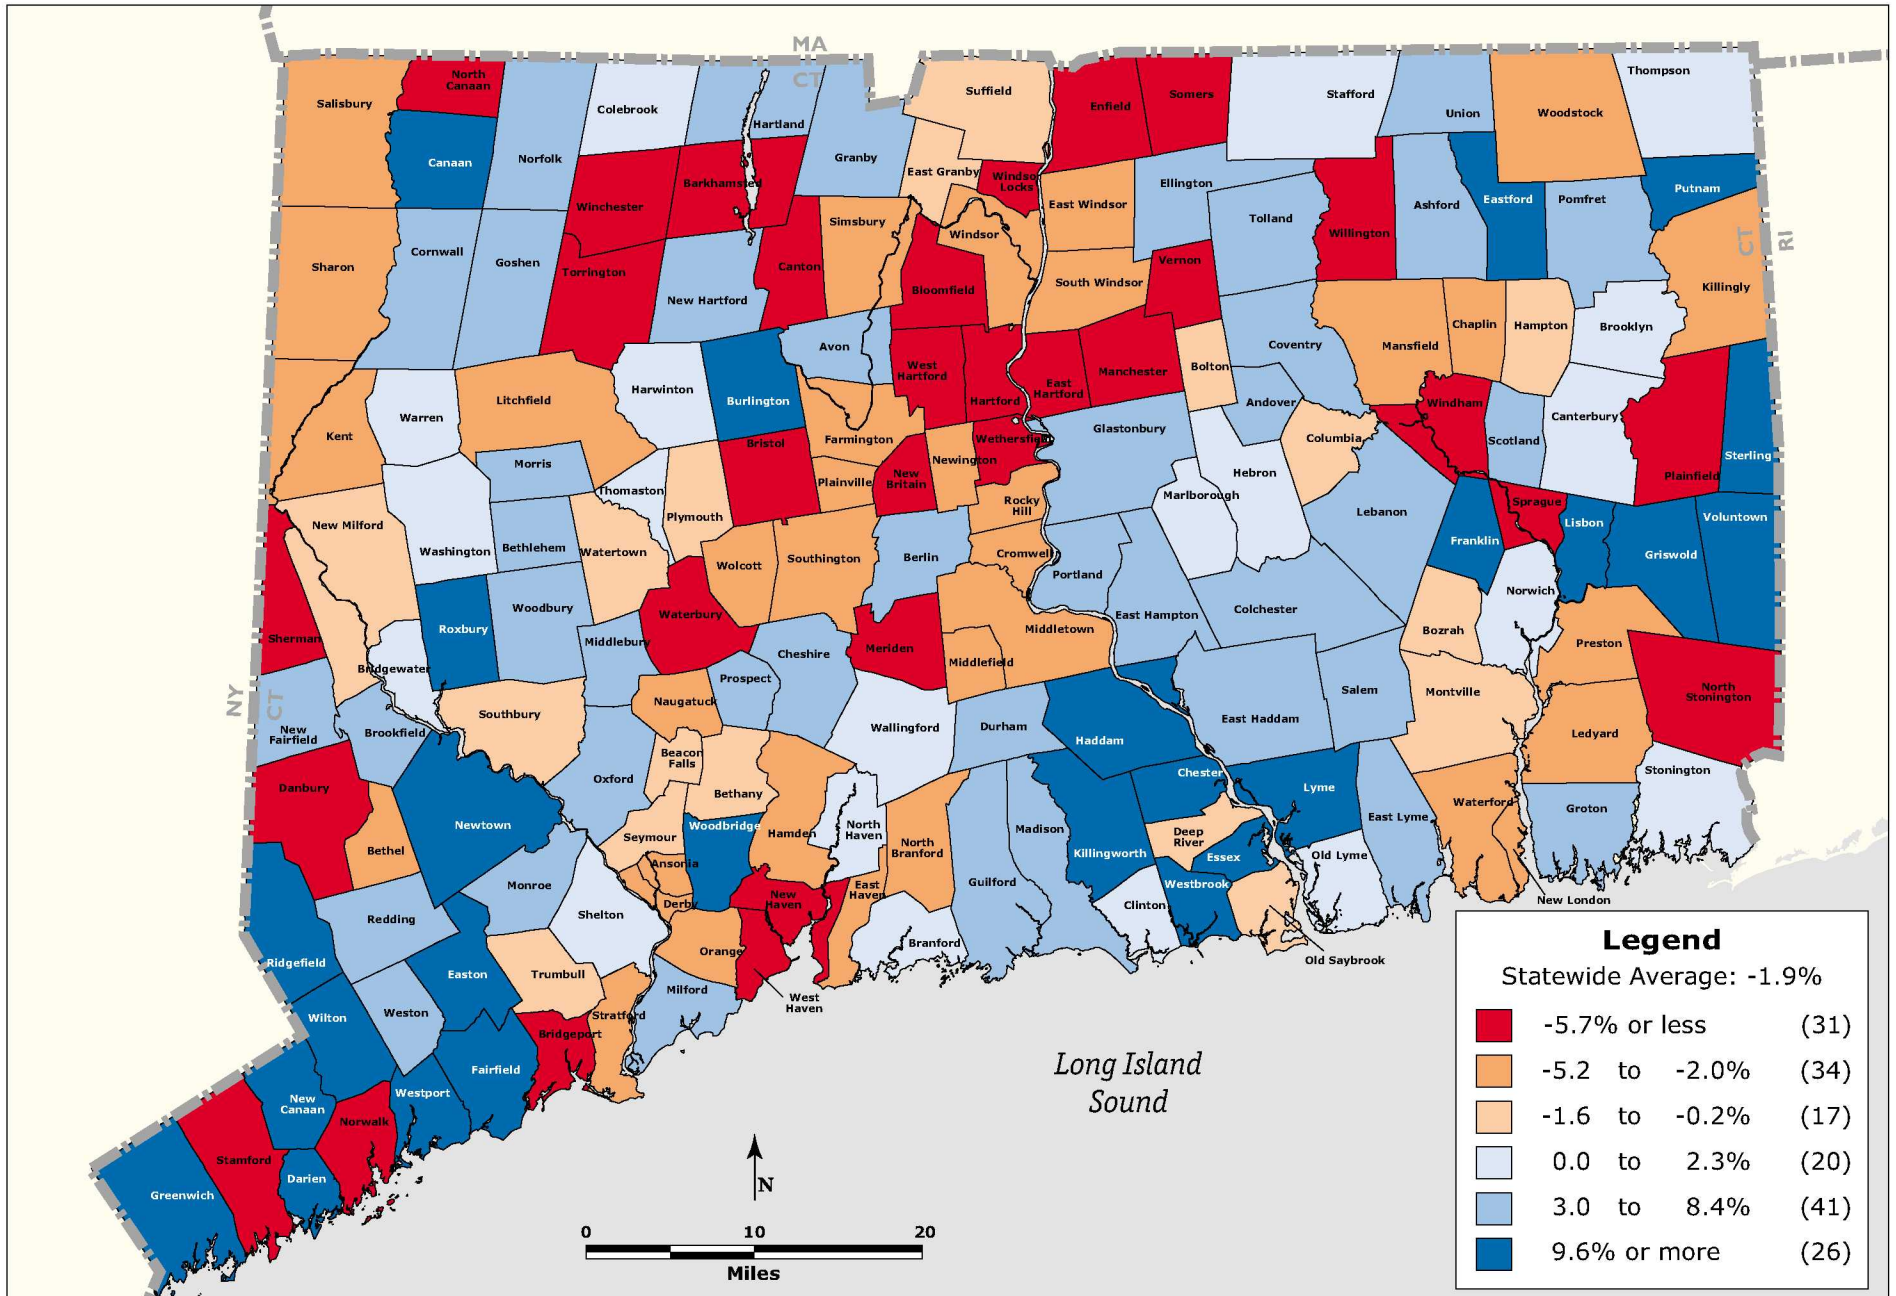 MA
CT
North
Canaan
Salisbury
Colebrook
Hartland
Suffield
Enfield
Somers
Stafford
Union
Woodstock
Thompson
Canaan
Norfolk
Granby
East Granby
Windsor
Locks
Ellington
Putnam
Barkhamsted
Winchester
Simsbury
East Windsor
Tolland
Ashford
Eastford
Pomfret
Windsor
Willington
CT
RI
Sharon
Cornwall
Goshen
Torrington
Canton
Vernon
New Hartford
Bloomfield
South Windsor
Killingly
Avon
Coventry
Mansfield
Chaplin
Hampton
Brooklyn
West
Hartford
Hartford
East
Hartford
Manchester
Bolton
Warren
Litchfield
Harwinton
Burlington
Andover
Windham
Canterbury
Kent
Bristol
Farmington
Wethersfield
Glastonbury
Columbia
Scotland
Sterling
Morris
Newington
Hebron
Plainfield
Thomaston
Plainville
New
Britain
Marlborough
New Milford
Plymouth
Rocky
Hill
Lebanon
Sprague
Lisbon
Voluntown
Washington
Bethlehem
Watertown
Wolcott
Southington
Berlin
Cromwell
Franklin
Griswold
Portland
Norwich
Roxbury
Woodbury
Waterbury
East Hampton
Colchester
Sherman
Middlebury
Middletown
Bozrah
Preston
Bridgewater
Cheshire
Meriden
Middlefield
Prospect
NY
CT
Naugatuck
Salem
Montville
North
Stonington
New
Fairfield
Brookfield
Southbury
Wallingford
Durham
Haddam
East Haddam
Ledyard
Beacon
Falls
Danbury
Oxford
Bethany
Chester
Lyme
Stonington
Bethel
Newtown
Seymour
Woodbridge
Hamden
North
Haven
North
Branford
Madison
Killingworth
Deep
River
Essex
East Lyme
Waterford
Groton
Ansonia
Old Lyme
Redding
Monroe
Shelton
Derby
New
Haven
East
Haven
Guilford
Westbrook
Clinton
New London
Ridgefield
Easton
Trumbull
Orange
Branford
Old Saybrook
Wilton
Weston
Milford
West
Haven
Stratford
Bridgeport
Fairfield
New
Canaan
Westport
Norwalk
Stamford
Darien
Greenwich
Long Island
Sound
N
0 10 20
Miles
Legend
Statewide Average: -1.9%
-5.7% or less (31)
-5.2 to -2.0% (34)
-1.6 to -0.2% (17)
0.0 to 2.3% (20)
3.0 to 8.4% (41)
9.6% or more (26)